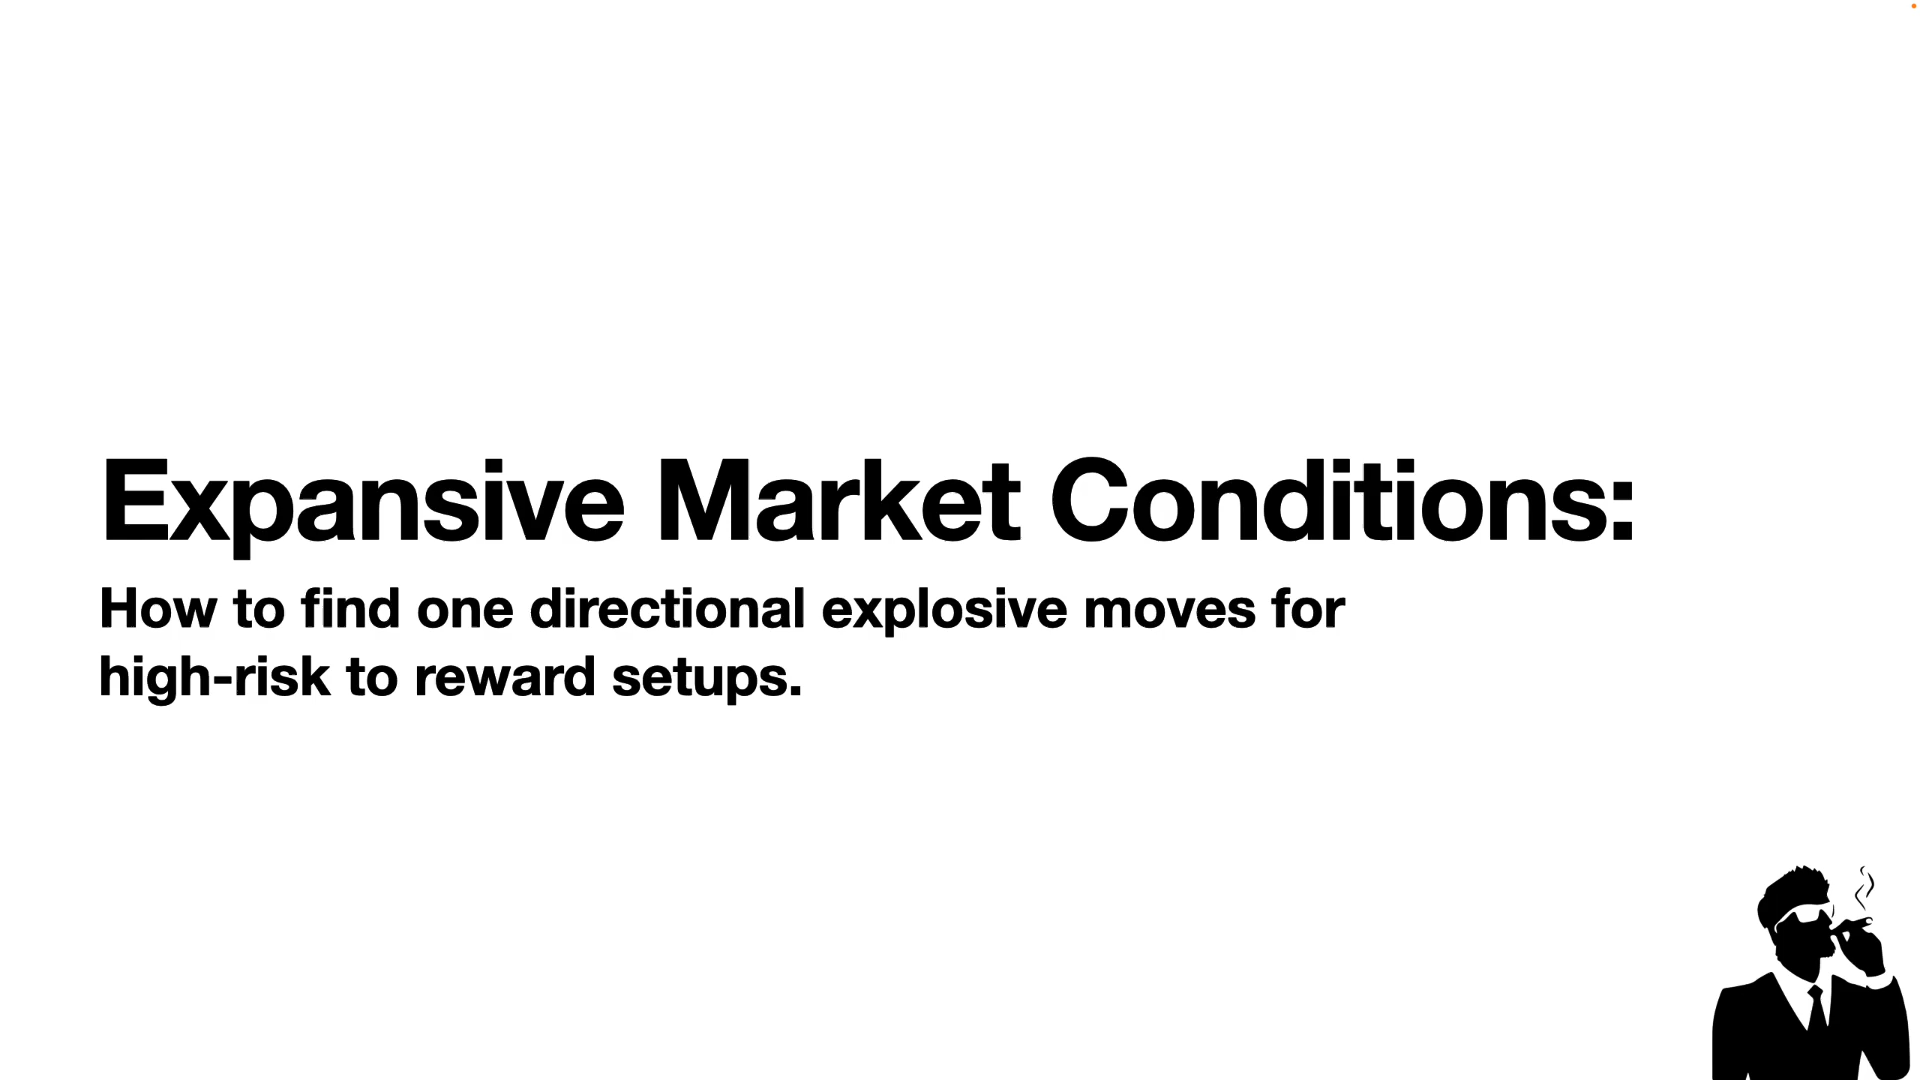 Expansive Market Conditions:
How to find one directional explosive moves for
high-risk to reward setups.